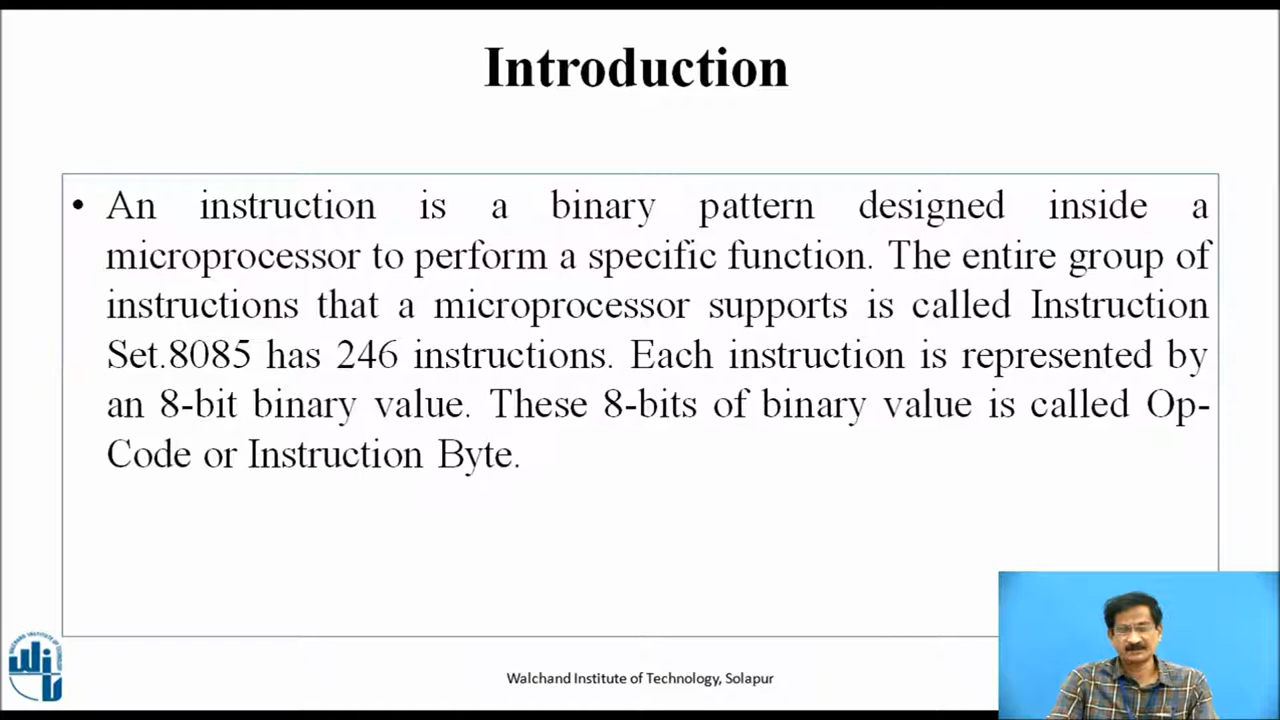 Introduction
• An instruction is a binary pattern designed inside a
microprocessor to perform a specific function. The entire group of
instructions that a microprocessor supports is called Instruction
Set.8085 has 246 instructions. Each instruction is represented by
an 8-bit binary value. These 8-bits of binary value is called Op-
Code or Instruction Byte.
Walchand Institute of Technology, Solapur